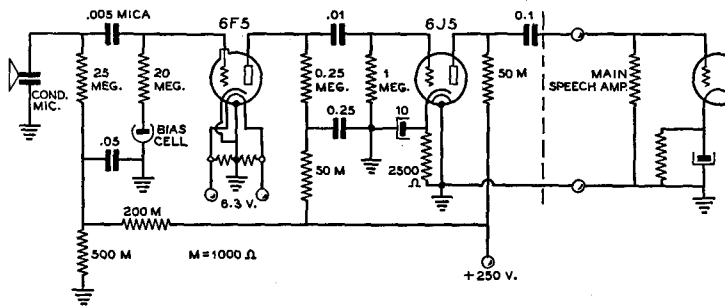 .005 MICA
6F5
.01
6J5
0.1
COND.
MIC.
25
MEG.
20
MEG.
0.25
MEG.
1
MEG.
50 M
MAIN
SPEECH AMP.
BIAS
CELL
.05
0.25
10
6.3 V.
50 M
2500
Ω
200 M
500 M
M=1000 Ω
+250 V.